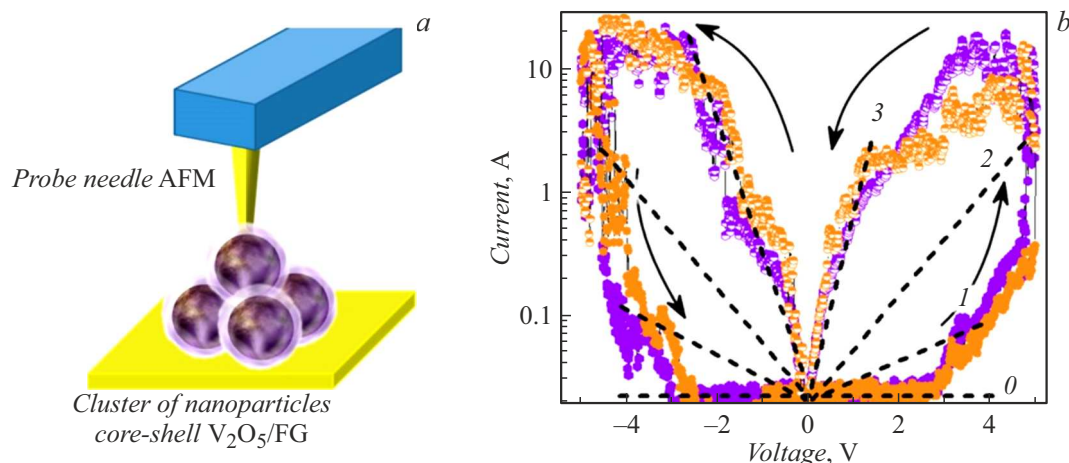 a
Probe needle AFM
Cluster of nanoparticles
core-shell V₂O₅/FG
b
Current, A
10
1
0.1
3
2
1
0
−4
−2
0
2
4
Voltage, V